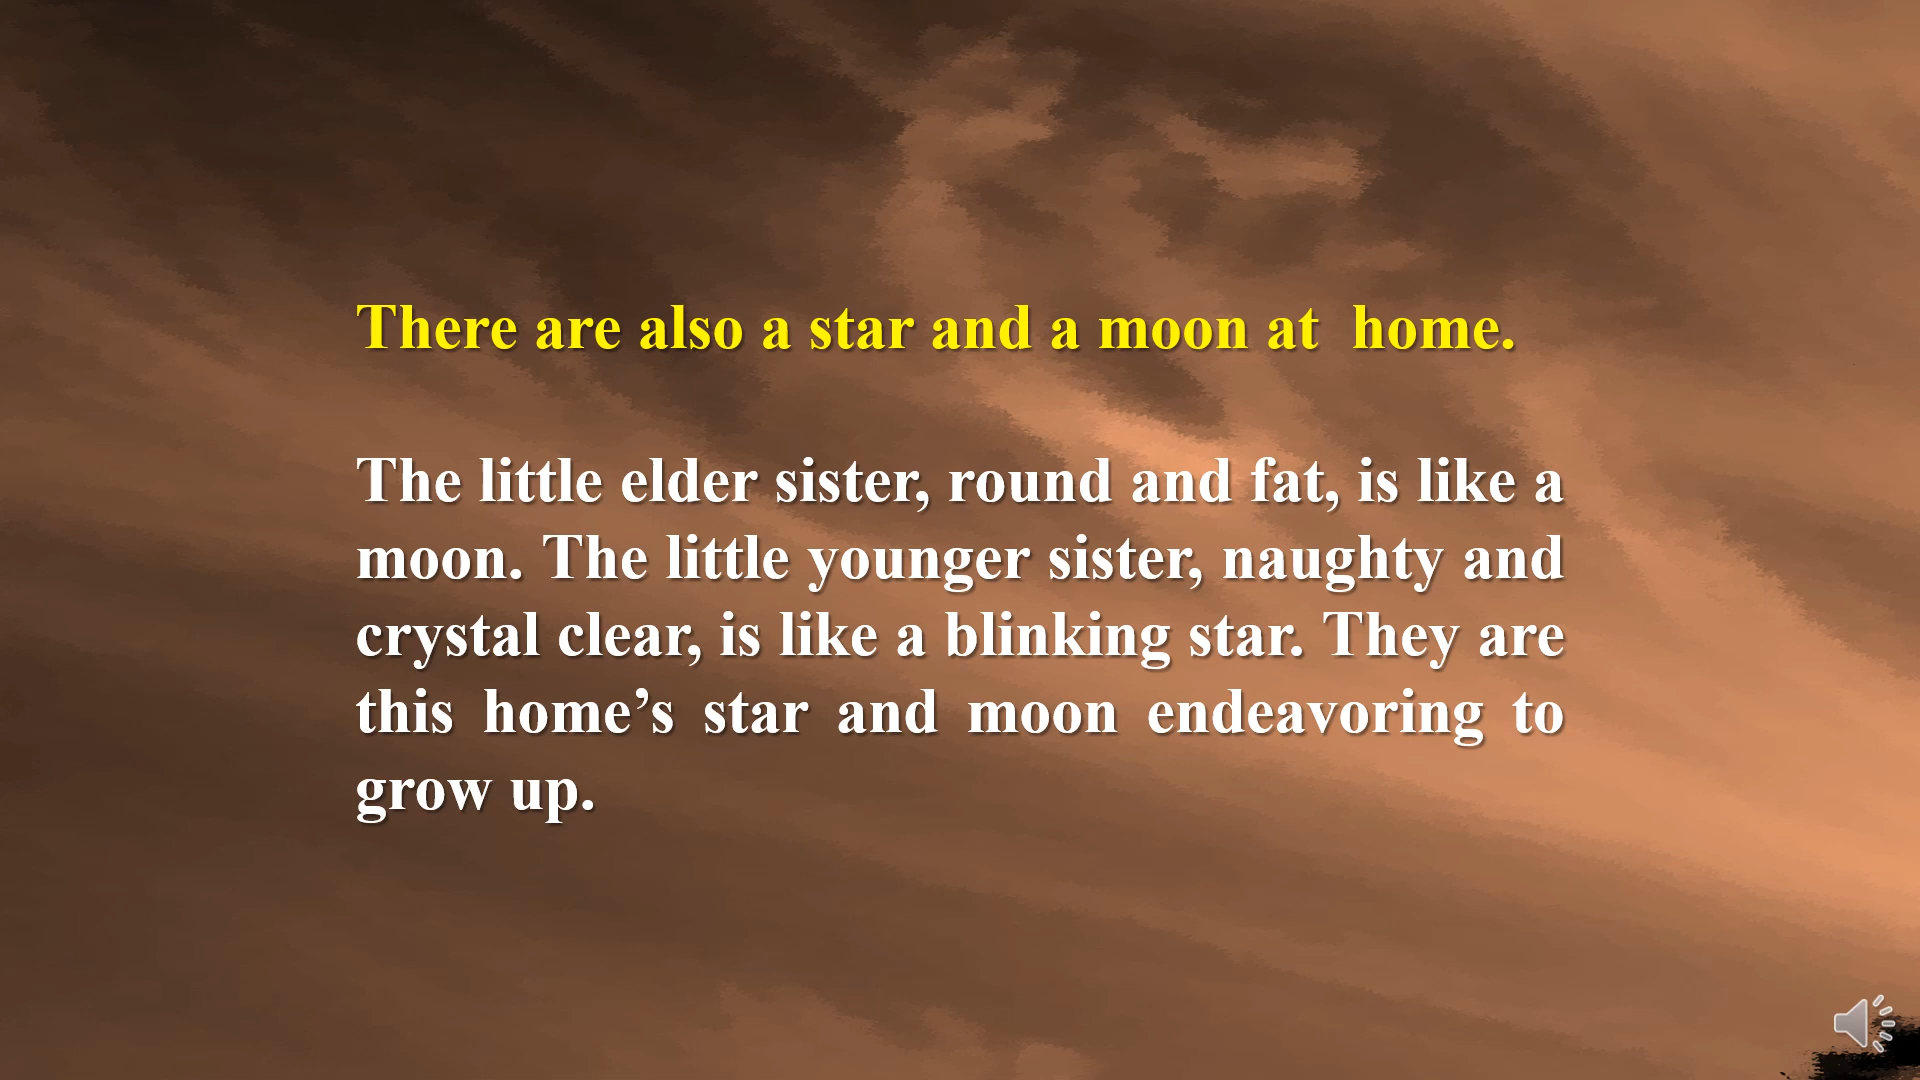 There are also a star and a moon at  home.
The little elder sister, round and fat, is like a
moon. The little younger sister, naughty and
crystal clear, is like a blinking star. They are
this home’s star and moon endeavoring to
grow up.